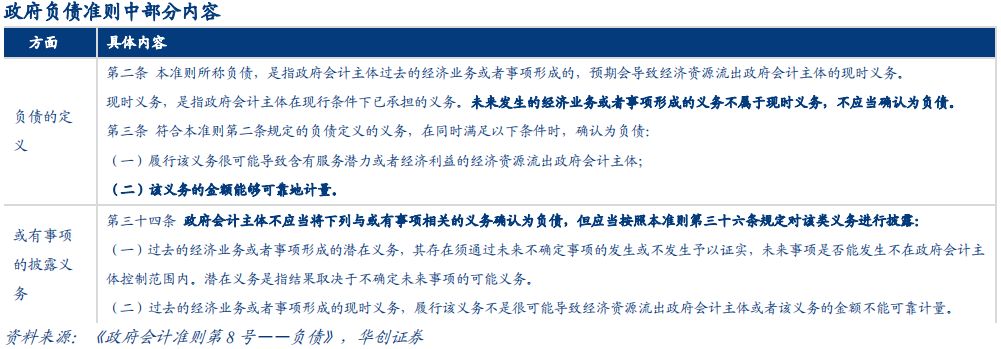 政府负债准则中部分内容
方面
具体内容
负债的定
义
第二条 本准则所称负债，是指政府会计主体过去的经济业务或者事项形成的，预期会导致经济资源流出政府会计主体的现时义务。
现时义务，是指政府会计主体在现行条件下已承担的义务。未来发生的经济业务或者事项形成的义务不属于现时义务，不应当确认为负债。
第三条 符合本准则第二条规定的负债定义的义务，在同时满足以下条件时，确认为负债：
（一）履行该义务很可能导致含有服务潜力或者经济利益的经济资源流出政府会计主体；
（二）该义务的金额能够可靠地计量。
或有事项
的披露义
务
第三十四条 政府会计主体不应当将下列与或有事项相关的义务确认为负债，但应当按照本准则第三十六条规定对该类义务进行披露：
（一）过去的经济业务或者事项形成的潜在义务，其存在须通过未来不确定事项的发生或不发生予以证实，未来事项是否能发生不在政府会计主
体控制范围内。潜在义务是指结果取决于不确定未来事项的可能义务。
（二）过去的经济业务或者事项形成的现时义务，履行该义务不是很可能导致经济资源流出政府会计主体或者该义务的金额不能可靠计量。
资料来源：《政府会计准则第 8 号——负债》，华创证券